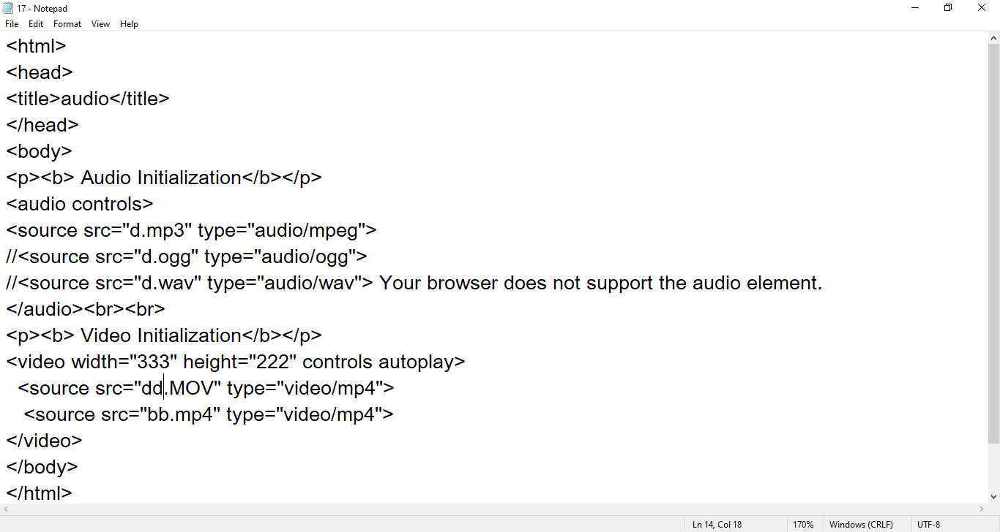 17 - Notepad
File Edit Format View Help
<html>
<head>
<title>audio</title>
</head>
<body>
<p><b> Audio Initialization</b></p>
<audio controls>
<source src="d.mp3" type="audio/mpeg">
//<source src="d.ogg" type="audio/ogg">
//<source src="d.wav" type="audio/wav"> Your browser does not support the audio element.
</audio><br><br>
<p><b> Video Initialization</b></p>
<video width="333" height="222" controls autoplay>
<source src="dd.MOV" type="video/mp4">
<source src="bb.mp4" type="video/mp4">
</video>
</body>
</html>
Ln 14, Col 18 170% Windows (CRLF) UTF-8